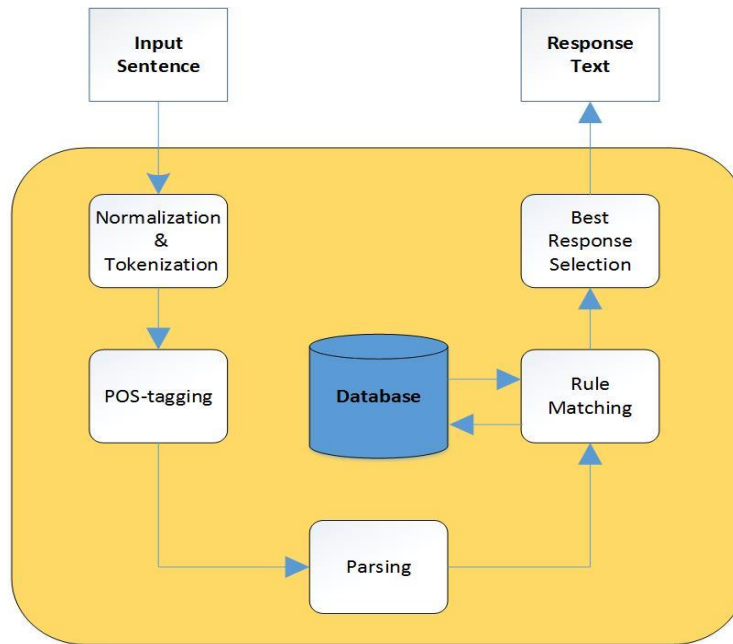 Input
Sentence
Response
Text
Normalization
&
Tokenization
Best
Response
Selection
POS-tagging
Database
Rule
Matching
Parsing